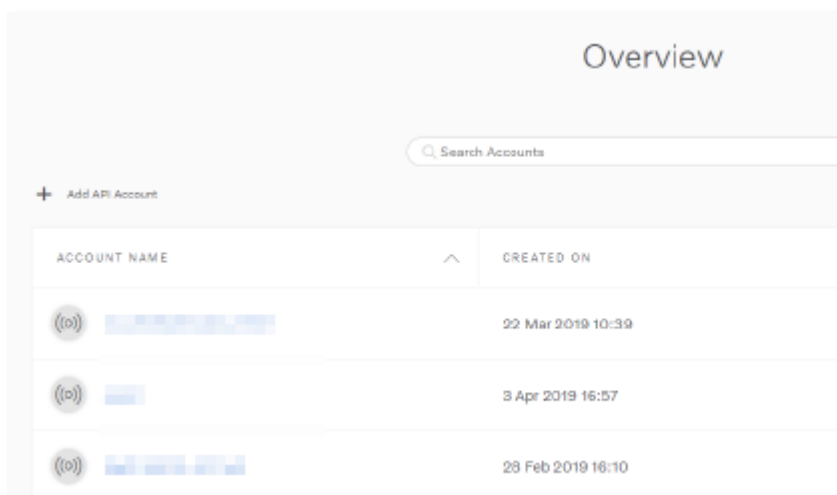 Overview
Search Accounts
+ Add API Account
ACCOUNT NAME CREATED ON
22 Mar 2019 10:39
3 Apr 2019 16:57
28 Feb 2019 16:10